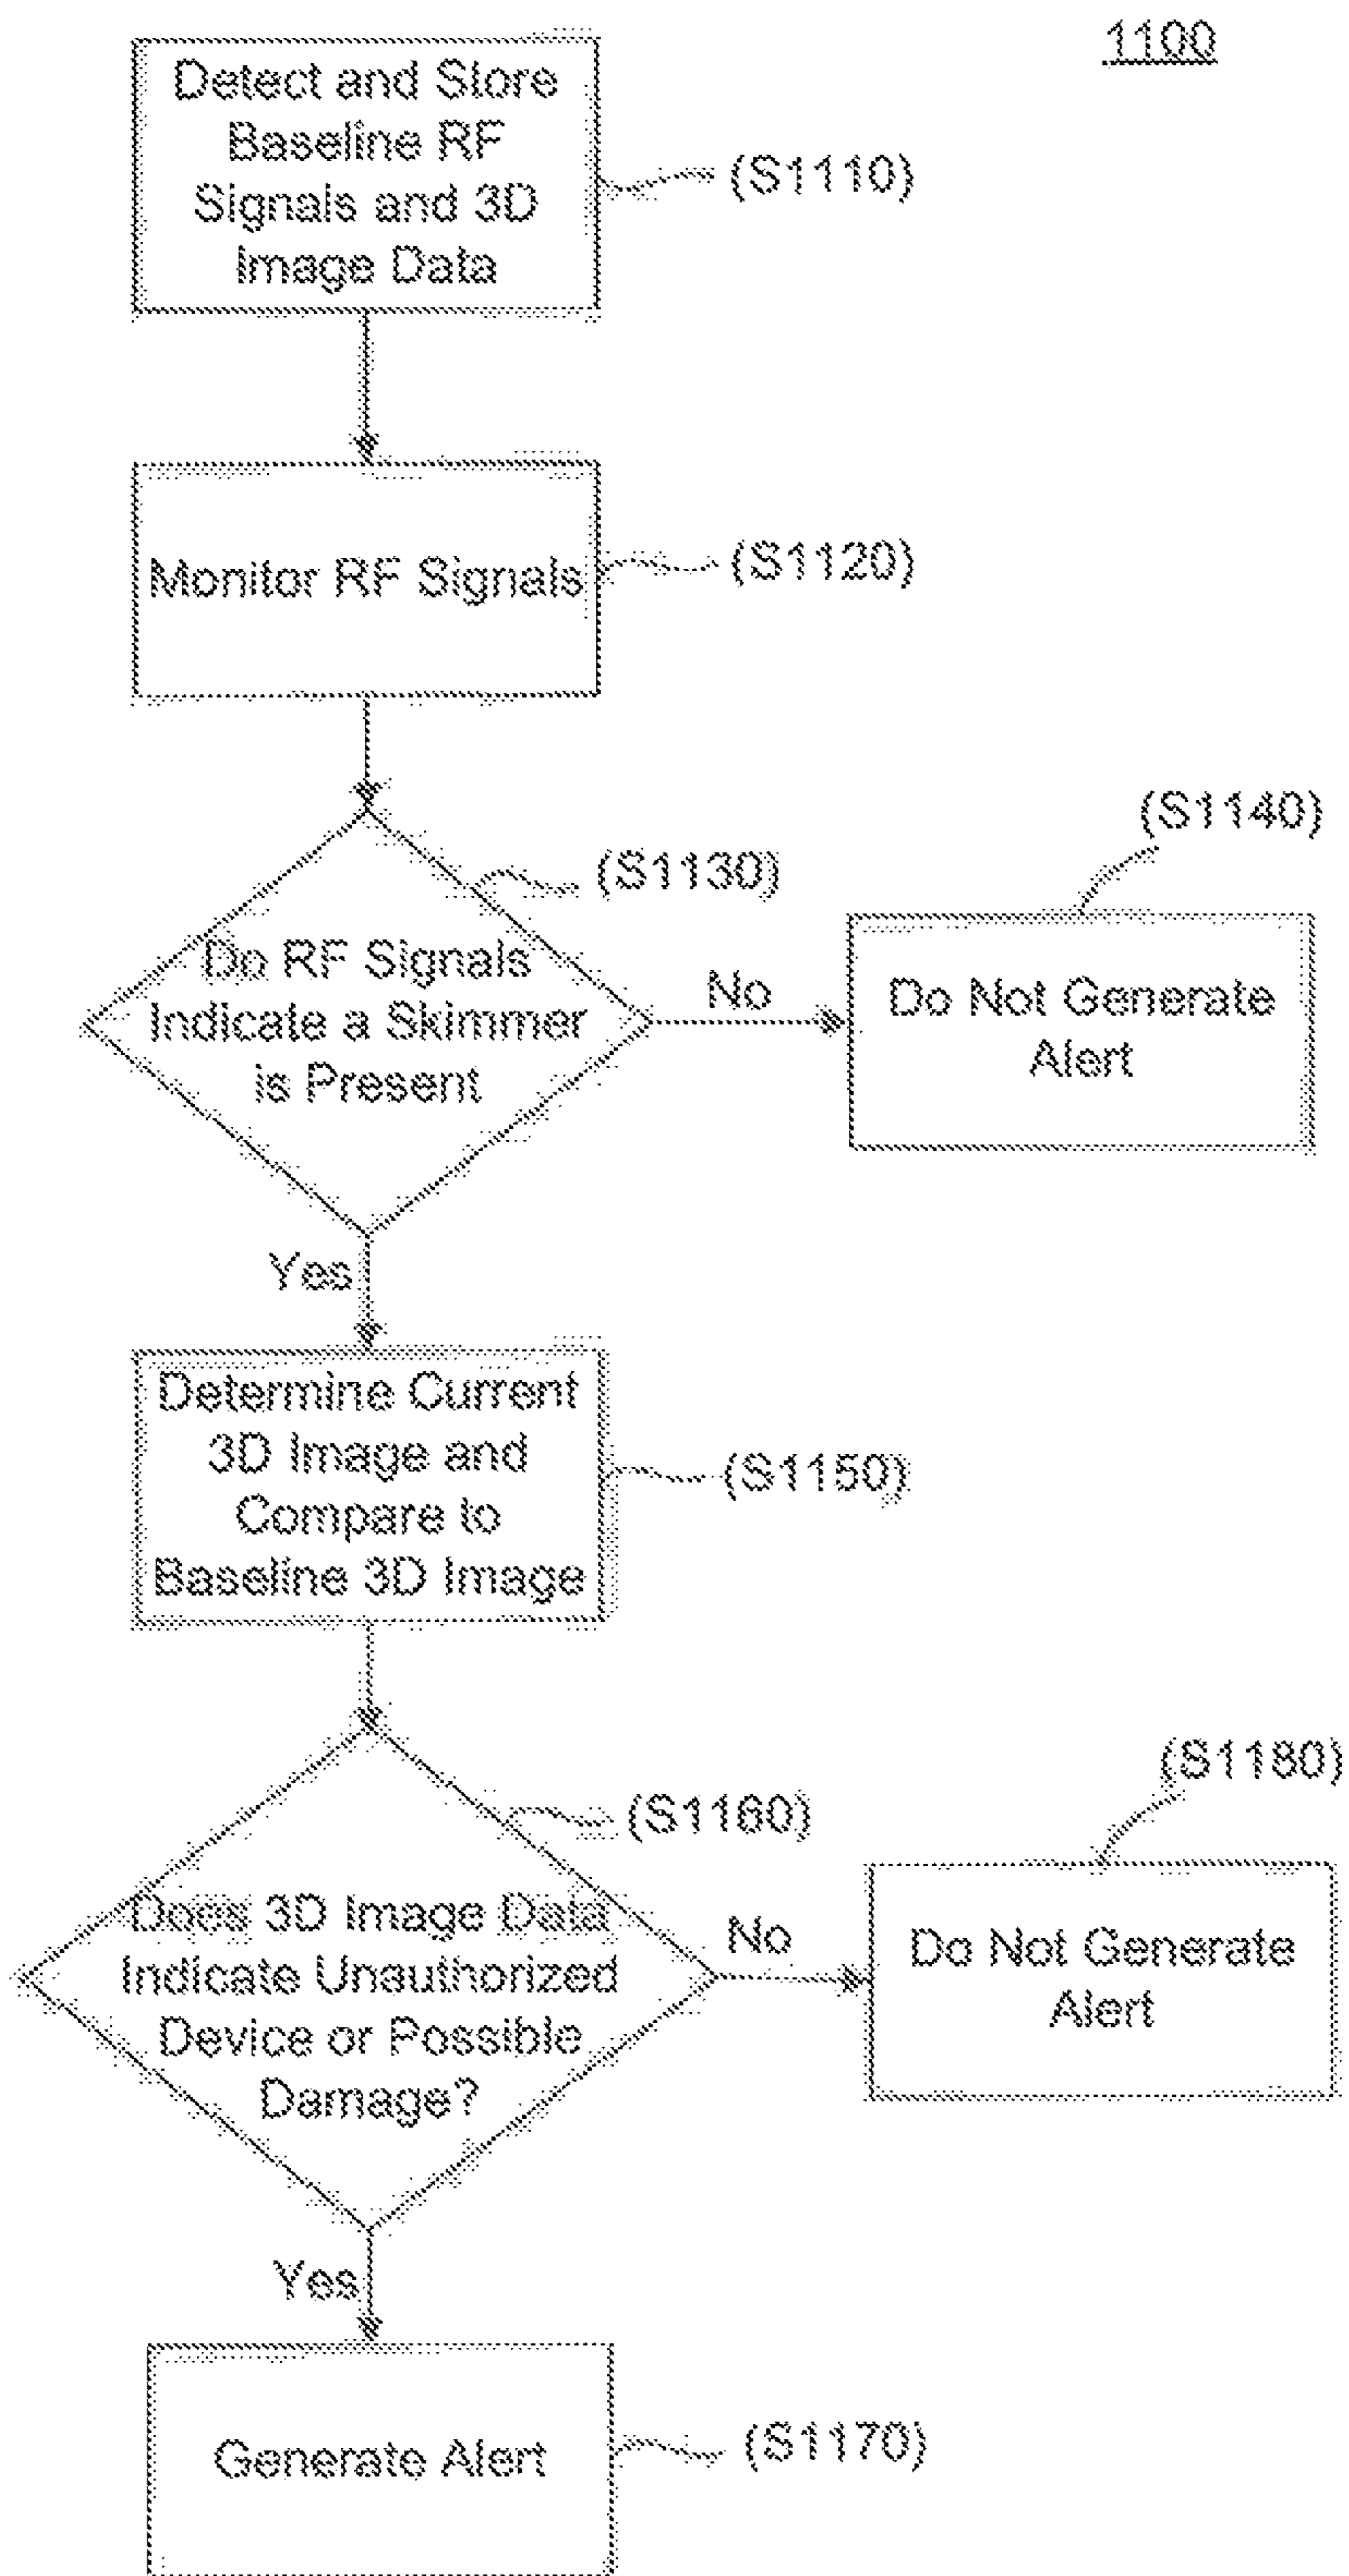 1100
Detect and Store
Baseline RF
Signals and 3D
Image Data
(S1110)
Monitor RF Signals
(S1120)
(S1130)
Do RF Signals
Indicate a Skimmer
is Present
No
(S1140)
Do Not Generate
Alert
Yes
Determine Current
3D Image and
Compare to
Baseline 3D Image
(S1150)
(S1160)
Does 3D Image Data
Indicate Unauthorized
Device or Possible
Damage?
No
(S1180)
Do Not Generate
Alert
Yes
Generate Alert
(S1170)